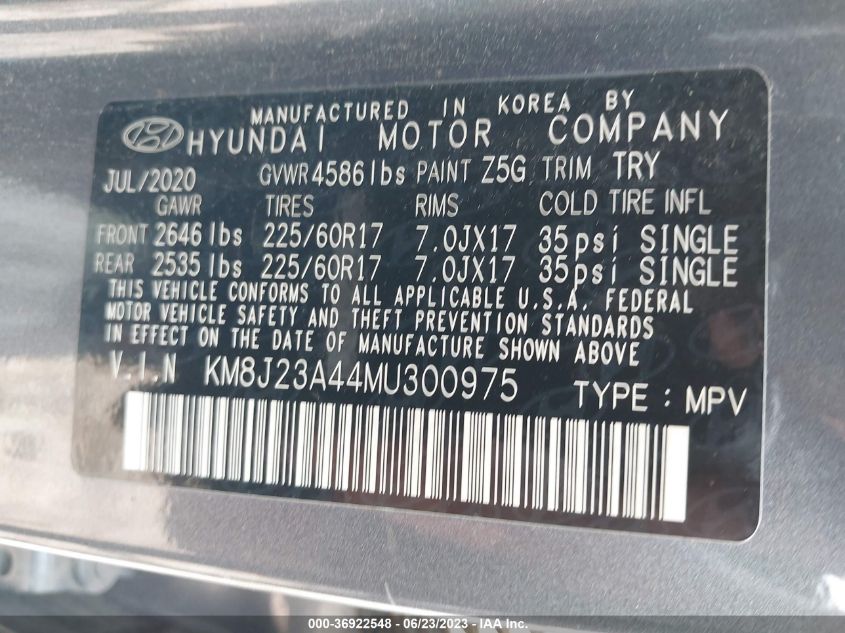 MANUFACTURED IN KOREA BY
HYUNDAI MOTOR COMPANY
JUL/2020 GVWR 4586 lbs PAINT Z5G TRIM TRY
GAWR TIRES RIMS COLD TIRE INFL
FRONT 2646 lbs 225/60R17 7.0JX17 35psi SINGLE
REAR 2535 lbs 225/60R17 7.0JX17 35psi SINGLE
THIS VEHICLE CONFORMS TO ALL APPLICABLE U.S.A. FEDERAL
MOTOR VEHICLE SAFETY AND THEFT PREVENTION STANDARDS
IN EFFECT ON THE DATE OF MANUFACTURE SHOWN ABOVE
V.I.N KM8J23A44MU300975
TYPE : MPV
000-36922548 - 06/23/2023 - IAA Inc.